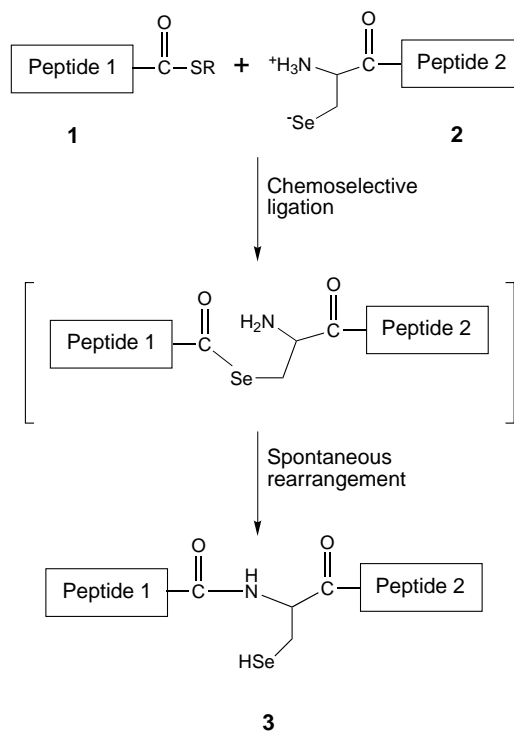 O
Peptide 1
C
SR
+
+H3N
O
C
Peptide 2
-Se
1
2
Chemoselective
ligation
O
Peptide 1
C
Se
H2N
O
C
Peptide 2
Spontaneous
rearrangement
O
Peptide 1
C
H
N
O
C
Peptide 2
HSe
3